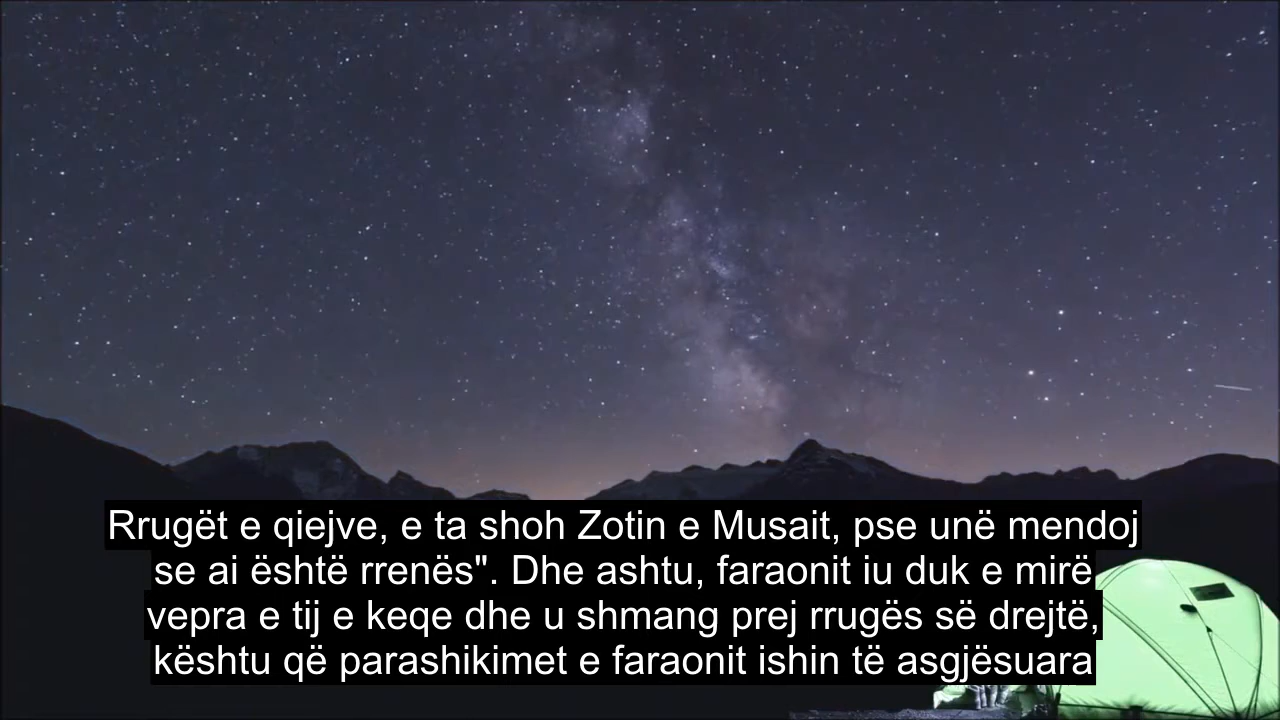 Rrugët e qiejve, e ta shoh Zotin e Musait, pse unë mendoj
se ai është rrenës". Dhe ashtu, faraonit iu duk e mirë
vepra e tij e keqe dhe u shmang prej rrugës së drejtë,
kështu që parashikimet e faraonit ishin të asgjësuara